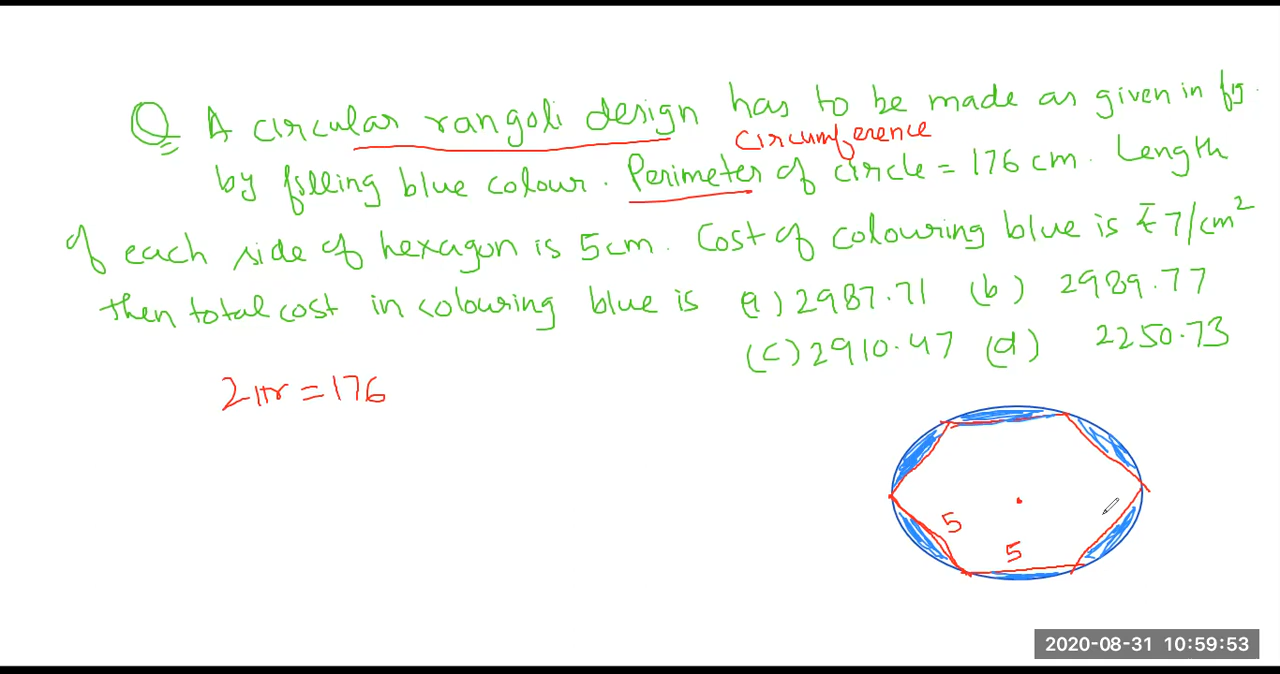 Q A circular rangoli design has to be made as given in fig.
circumference
by filling blue colour. Perimeter of circle = 176 cm. Length
of each side of hexagon is 5cm. Cost of colouring blue is ₹7/cm²
then total cost in colouring blue is (a) 2987.71 (b) 2989.77
(c) 2910.47 (d) 2250.73
2πr = 176
5
5
2020-08-31 10:59:53